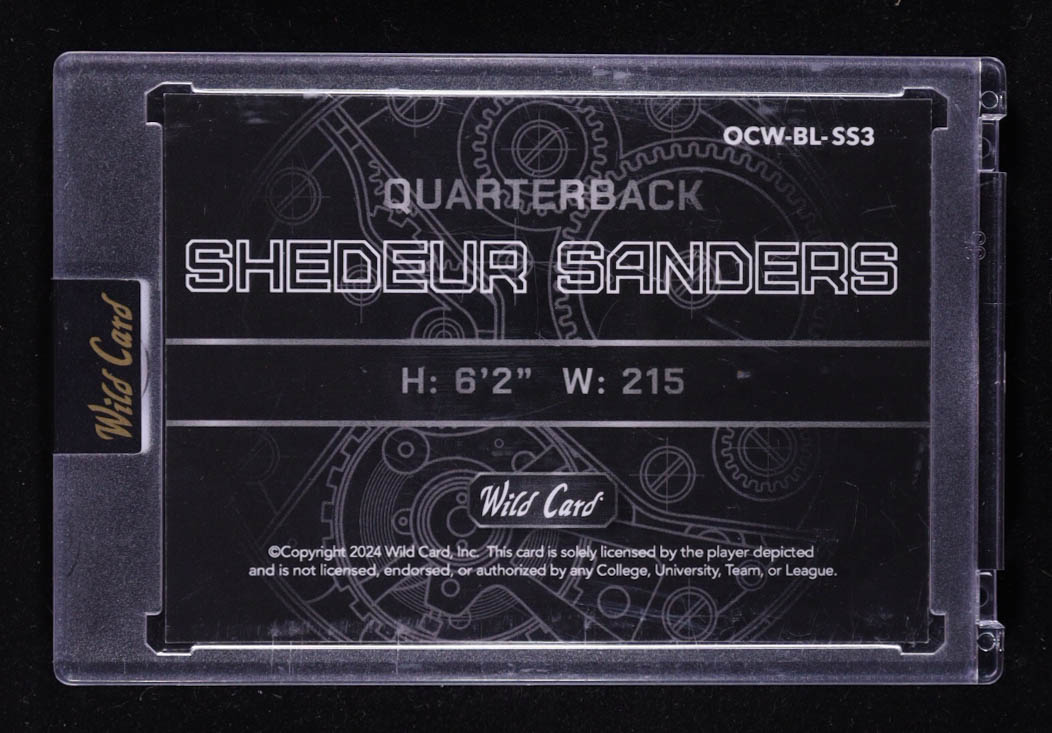 OCW-BL-SS3
QUARTERBACK
SHEDEUR SANDERS
Wild Card
H: 6'2” W: 215
Wild Card
©Copyright 2024 Wild Card, Inc. This card is solely licensed by the player depicted
and is not licensed, endorsed, or authorized by any College, University, Team, or League.